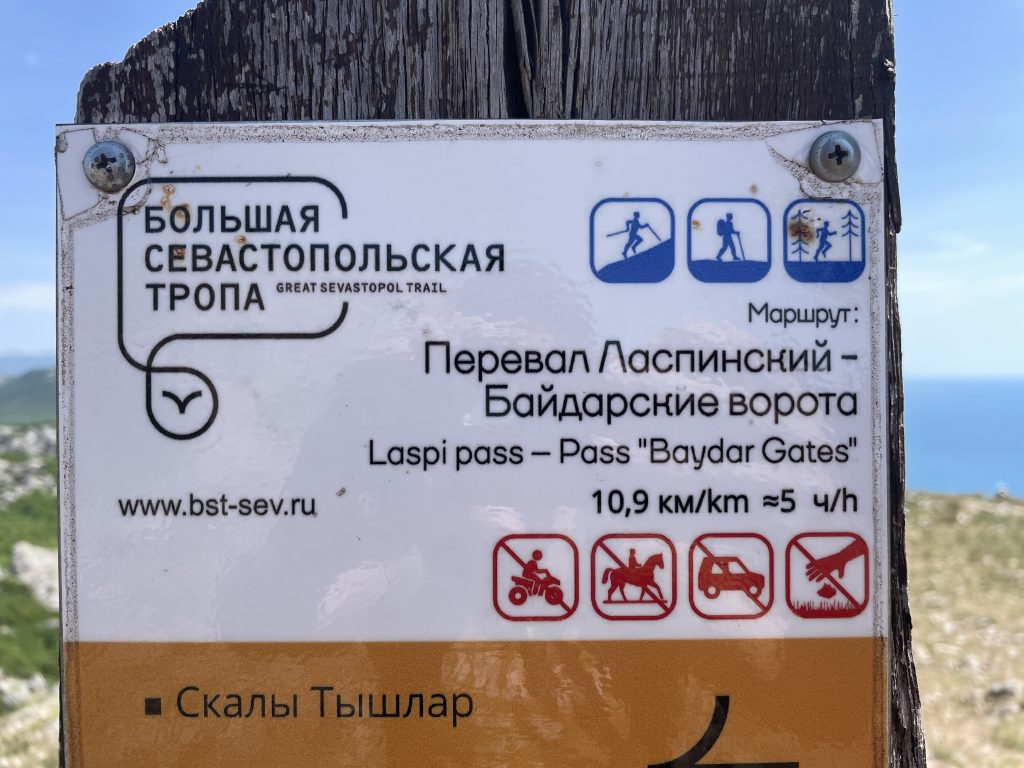 БОЛЬШАЯ
СЕВАСТОПОЛЬСКАЯ
ТРОПА GREAT SEVASTOPOL TRAIL
Маршрут:
Перевал Ласпинский –
Байдарские ворота
Laspi pass – Pass "Baydar Gates"
www.bst-sev.ru
10,9 км/km ≈5 ч/h
▪ Скалы Тышлар